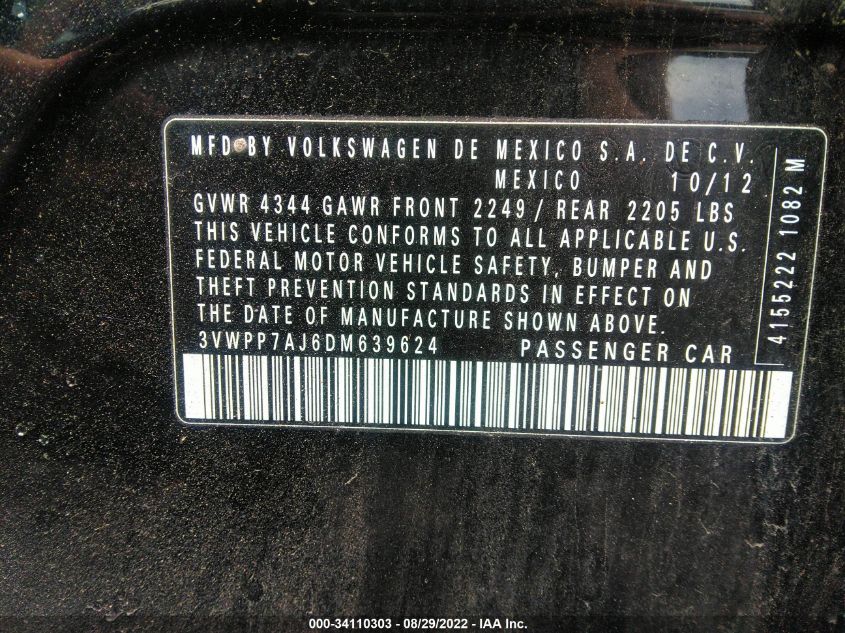 MFD BY VOLKSWAGEN DE MEXICO S.A. DE C.V.
MEXICO 10/12
GVWR 4344 GAWR FRONT 2249 / REAR 2205 LBS
THIS VEHICLE CONFORMS TO ALL APPLICABLE U.S.
FEDERAL MOTOR VEHICLE SAFETY, BUMPER AND
THEFT PREVENTION STANDARDS IN EFFECT ON
THE DATE OF MANUFACTURE SHOWN ABOVE.
3VWPP7AJ6DM639624 PASSENGER CAR
4155222 1082 M
000-34110303 - 08/29/2022 - IAA Inc.